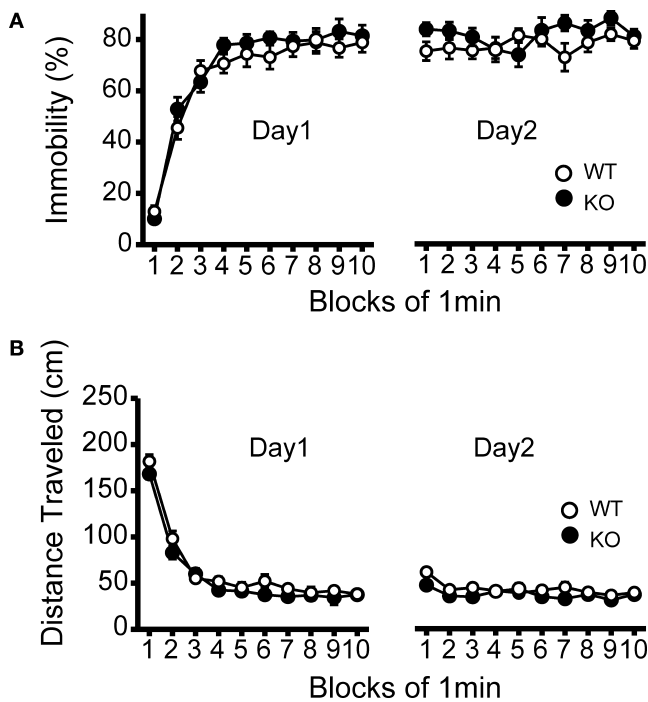 A
Immobility (%)
80
60
40
20
0
Day1
Day2
WT
KO
1 2 3 4 5 6 7 8 9 10
1 2 3 4 5 6 7 8 9 10
Blocks of 1min
B
Distance Traveled (cm)
250
200
150
100
50
0
Day1
Day2
WT
KO
1 2 3 4 5 6 7 8 9 10
1 2 3 4 5 6 7 8 9 10
Blocks of 1min